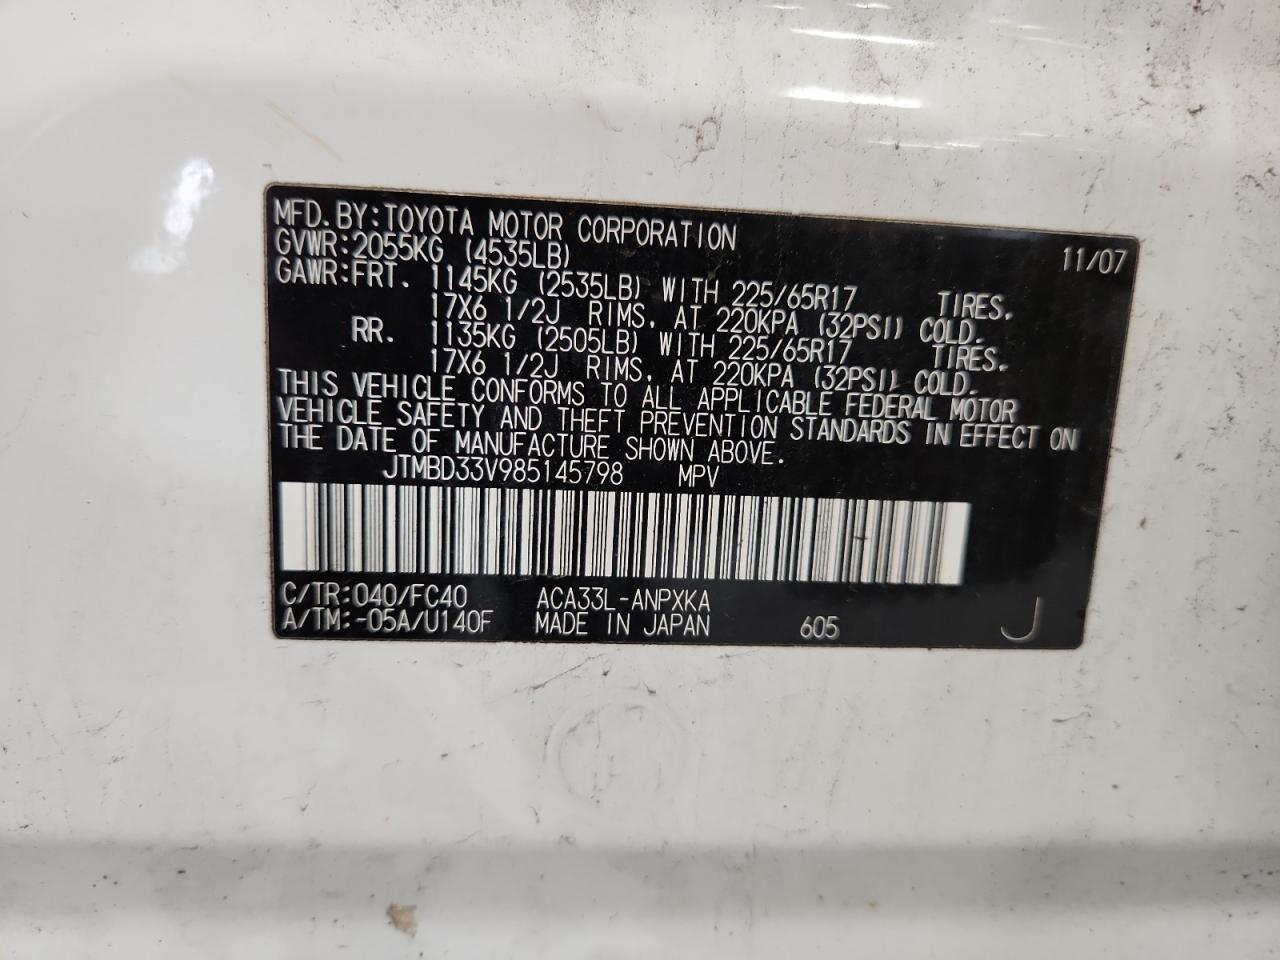 MFD. BY: TOYOTA MOTOR CORPORATION 11/07
GVWR: 2055KG (4535LB)
GAWR: FRT. 1145KG (2535LB) WITH 225/65R17 TIRES.
17X6 1/2J RIMS, AT 220KPA (32PSI) COLD.
RR. 1135KG (2505LB) WITH 225/65R17 TIRES.
17X6 1/2J RIMS, AT 220KPA (32PSI) COLD.
THIS VEHICLE CONFORMS TO ALL APPLICABLE FEDERAL MOTOR
VEHICLE SAFETY AND THEFT PREVENTION STANDARDS IN EFFECT ON
THE DATE OF MANUFACTURE SHOWN ABOVE.
JTMBD33V985145798 MPV
C/TR: 040/FC40 ACA33L-ANPXKA
A/TM: -05A/U140F MADE IN JAPAN 605 J